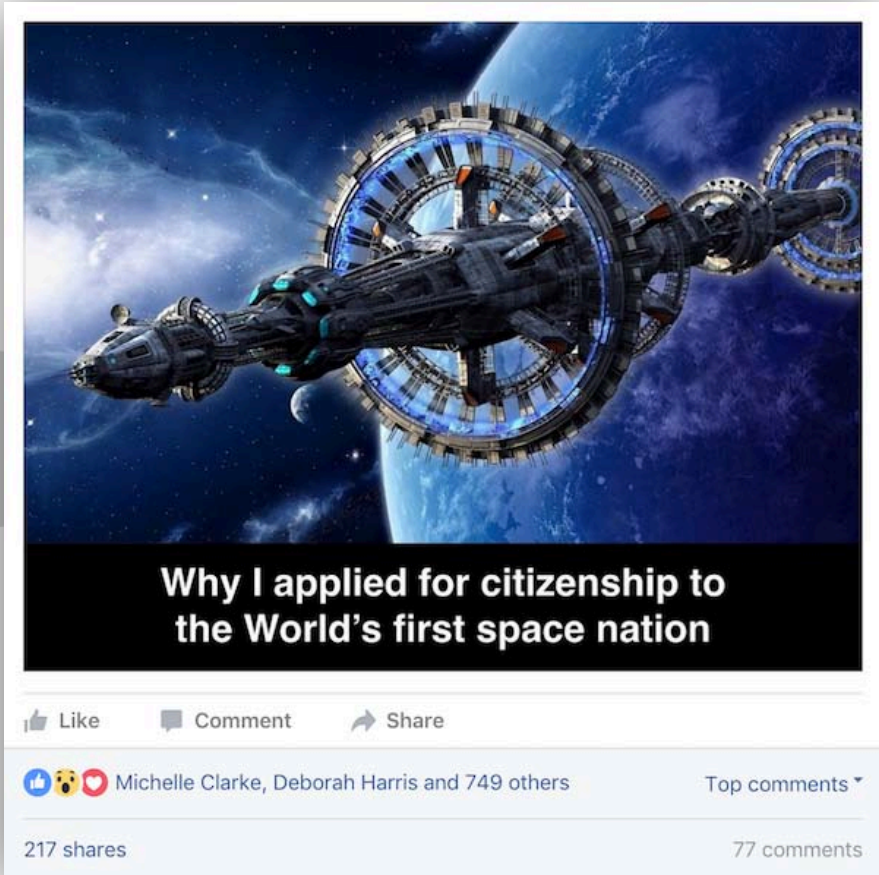 Why I applied for citizenship to
the World's first space nation
Like Comment Share
Michelle Clarke, Deborah Harris and 749 others Top comments
217 shares 77 comments